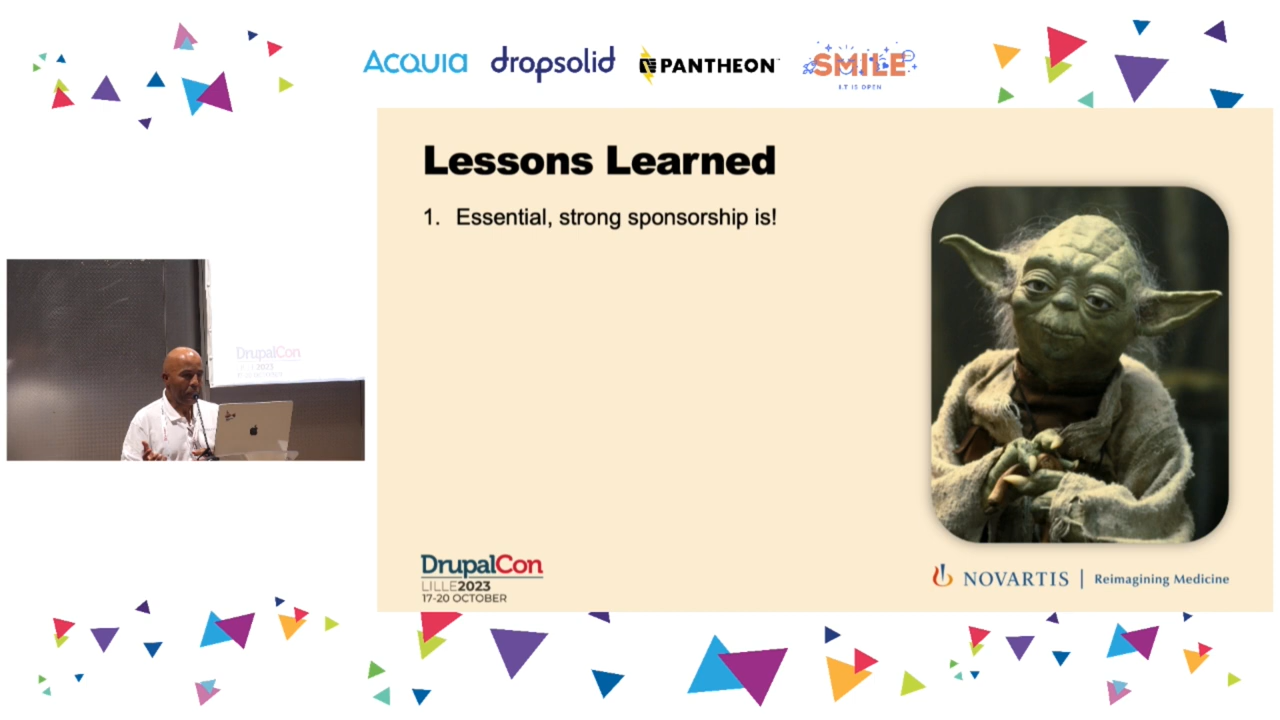 ACQUIA dropsolid PANTHEON SMILE
I.T IS OPEN
Lessons Learned
1. Essential, strong sponsorship is!
DrupalCon
2023
DrupalCon
LILLE2023
17-20 OCTOBER
NOVARTIS | Reimagining Medicine